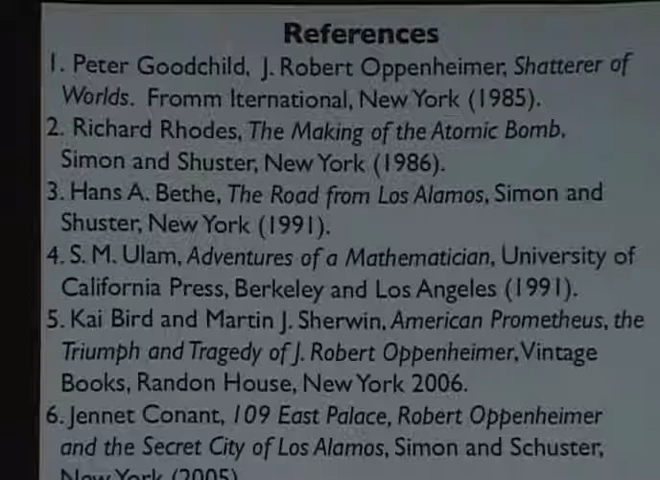 References
1. Peter Goodchild, J. Robert Oppenheimer, Shatterer of
Worlds. Fromm Iternational, New York (1985).
2. Richard Rhodes, The Making of the Atomic Bomb,
Simon and Shuster, New York (1986).
3. Hans A. Bethe, The Road from Los Alamos, Simon and
Shuster, New York (1991).
4. S. M. Ulam, Adventures of a Mathematician, University of
California Press, Berkeley and Los Angeles (1991).
5. Kai Bird and Martin J. Sherwin, American Prometheus, the
Triumph and Tragedy of J. Robert Oppenheimer, Vintage
Books, Randon House, New York 2006.
6. Jennet Conant, 109 East Palace, Robert Oppenheimer
and the Secret City of Los Alamos, Simon and Schuster,
New York (2005)